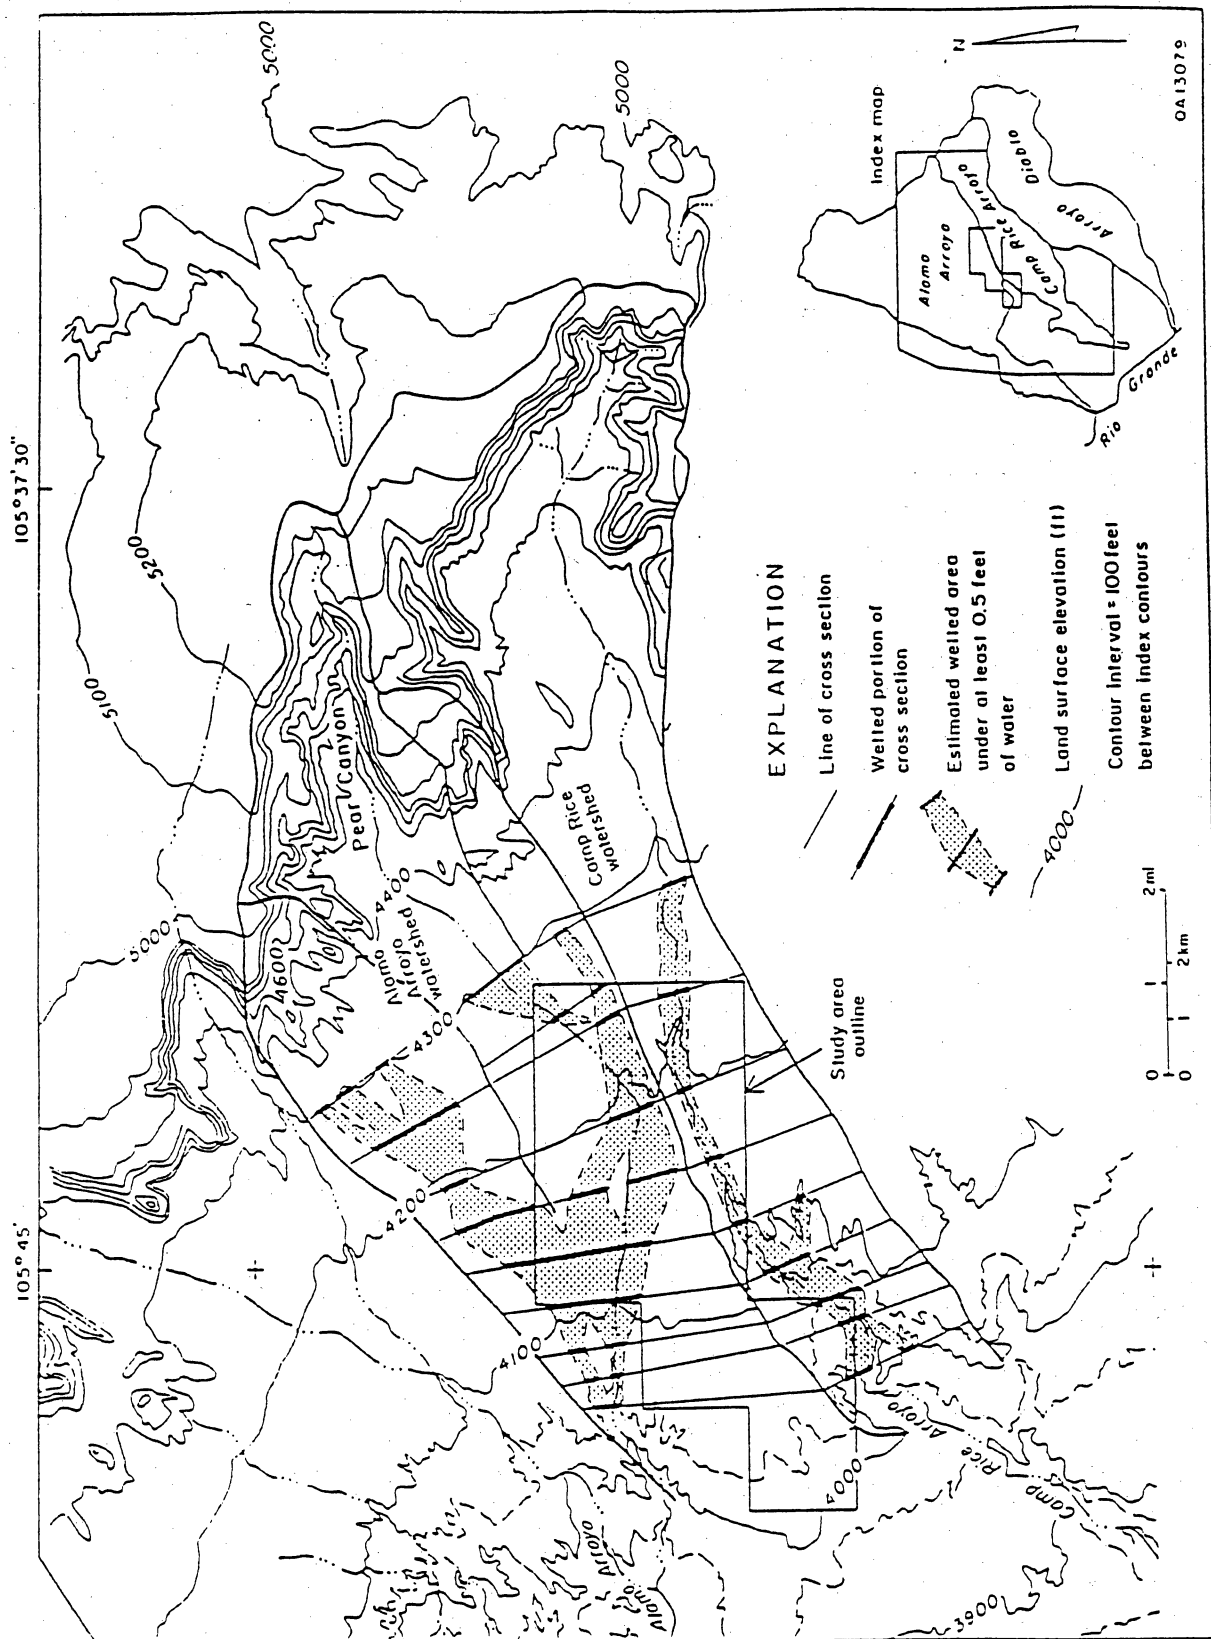 105°45'
105°37'30"
5000
5000
5200
5100
5000
4600
Pear Canyon
4400
Alamo
Arroyo
watershed
4300
Camp Rice
watershed
4200
4100
4000
3900
Study area
outline
Alamo
Arroyo
Camp
Rice
Arroyo
EXPLANATION
Line of cross section
Wetted portion of
cross section
Estimated wetted area
under at least 0.5 feet
of water
4000
Land surface elevation (ft)
Contour interval = 100 feet
between index contours
0 1 2 mi
0 1 2 km
Index map
N
Alamo
Arroyo
Camp Rice Arroyo
Diablo
Arroyo
Rio Grande
QA13079